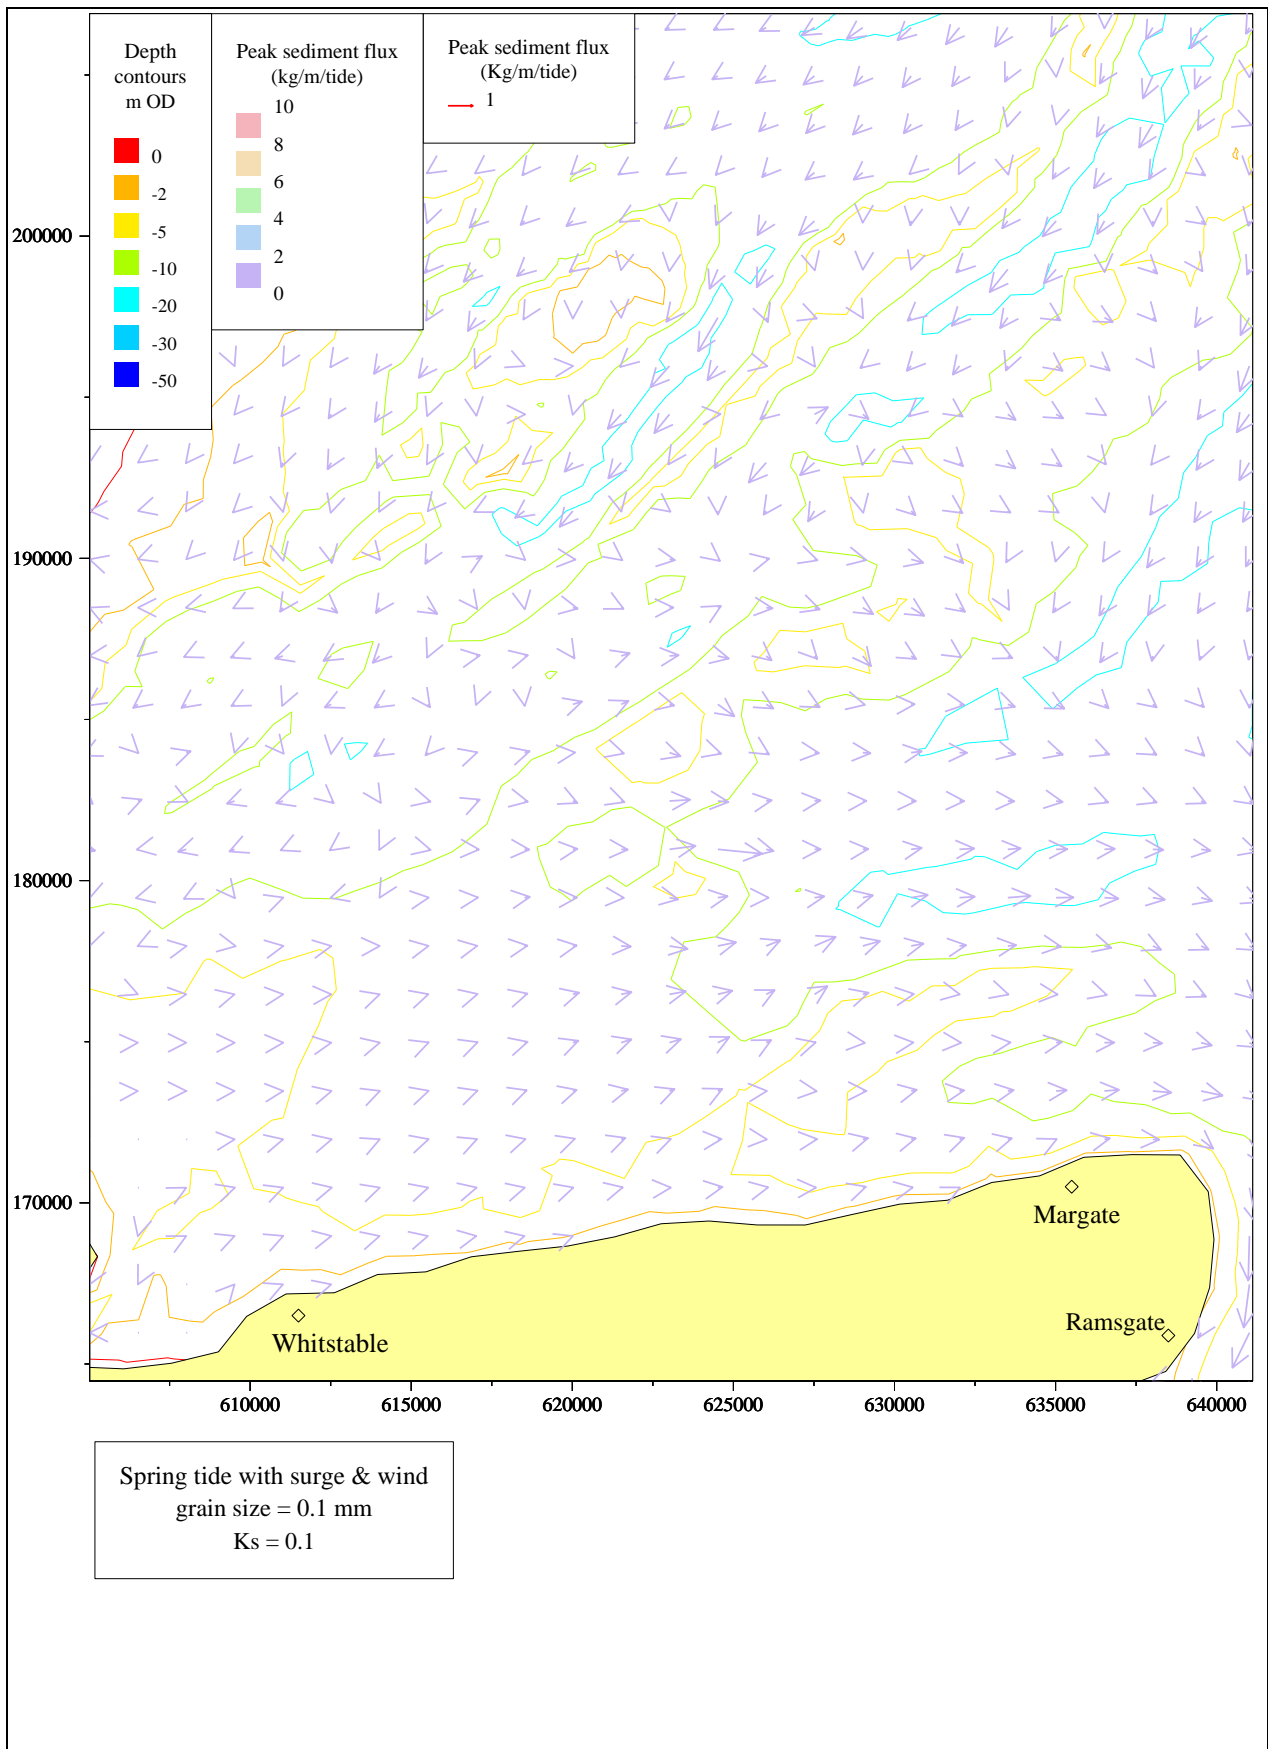 Depth
contours
m OD
0
-2
-5
-10
-20
-30
-50
Peak sediment flux
(kg/m/tide)
10
8
6
4
2
0
Peak sediment flux
(Kg/m/tide)
1
200000
190000
180000
170000
Margate
Ramsgate
Whitstable
610000 615000 620000 625000 630000 635000 640000
Spring tide with surge & wind
grain size = 0.1 mm
Ks = 0.1